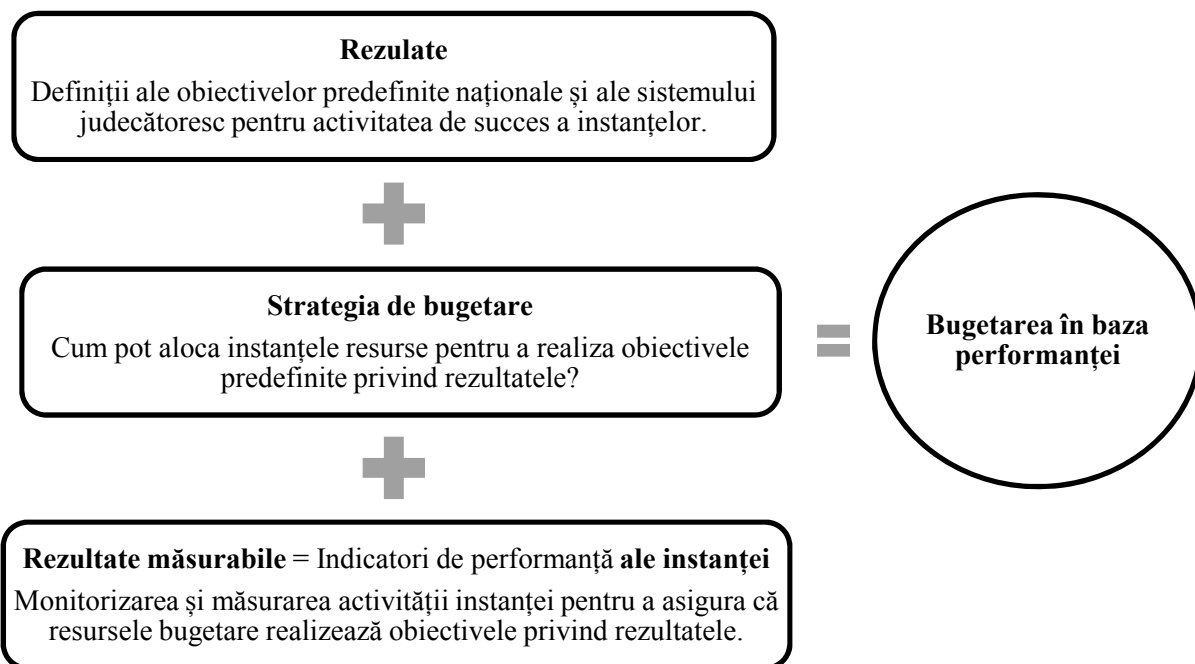 Rezulate
Definiții ale obiectivelor predefinite naționale și ale sistemului
judecătoresc pentru activitatea de succes a instanțelor.
Strategia de bugetare
Cum pot aloca instanțele resurse pentru a realiza obiectivele
predefinite privind rezultatele?
Rezultate măsurabile = Indicatori de performanță ale instanței
Monitorizarea și măsurarea activității instanței pentru a asigura că
resursele bugetare realizează obiectivele privind rezultatele.
Bugetarea în baza
performanței